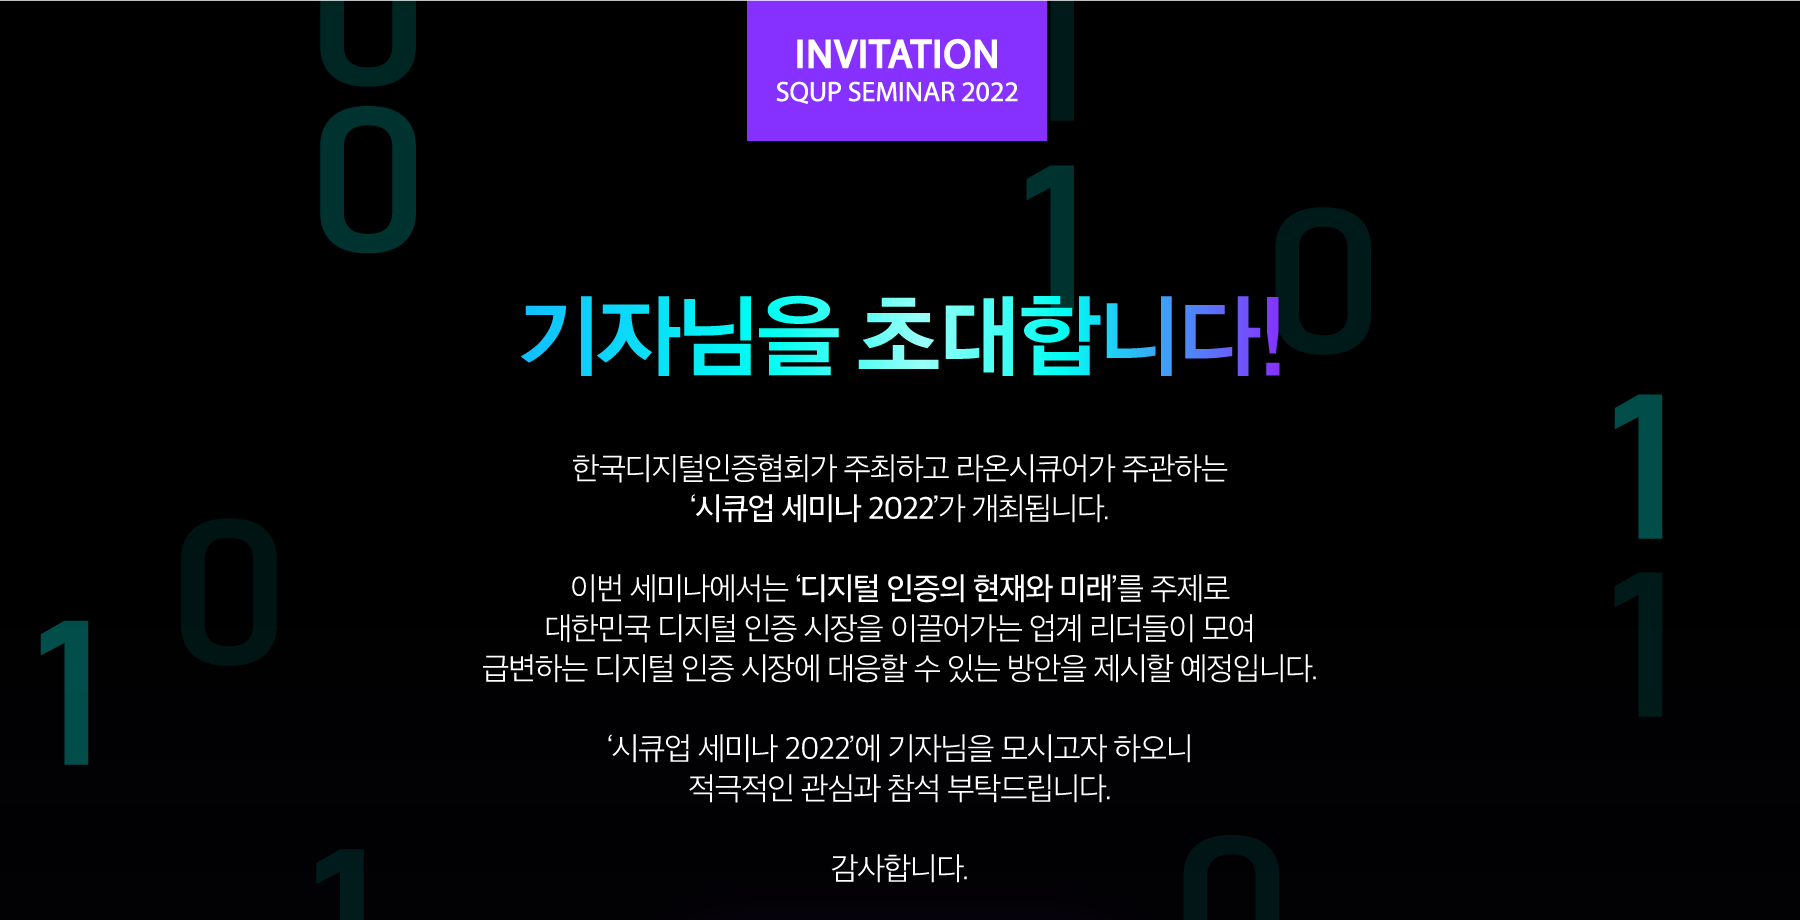 INVITATION
SQUP SEMINAR 2022
기자님을 초대합니다!
한국디지털인증협회가 주최하고 라온시큐어가 주관하는
‘시큐업 세미나 2022’가 개최됩니다.
이번 세미나에서는 ‘디지털 인증의 현재와 미래’를 주제로
대한민국 디지털 인증 시장을 이끌어가는 업계 리더들이 모여
급변하는 디지털 인증 시장에 대응할 수 있는 방안을 제시할 예정입니다.
‘시큐업 세미나 2022’에 기자님을 모시고자 하오니
적극적인 관심과 참석 부탁드립니다.
감사합니다.